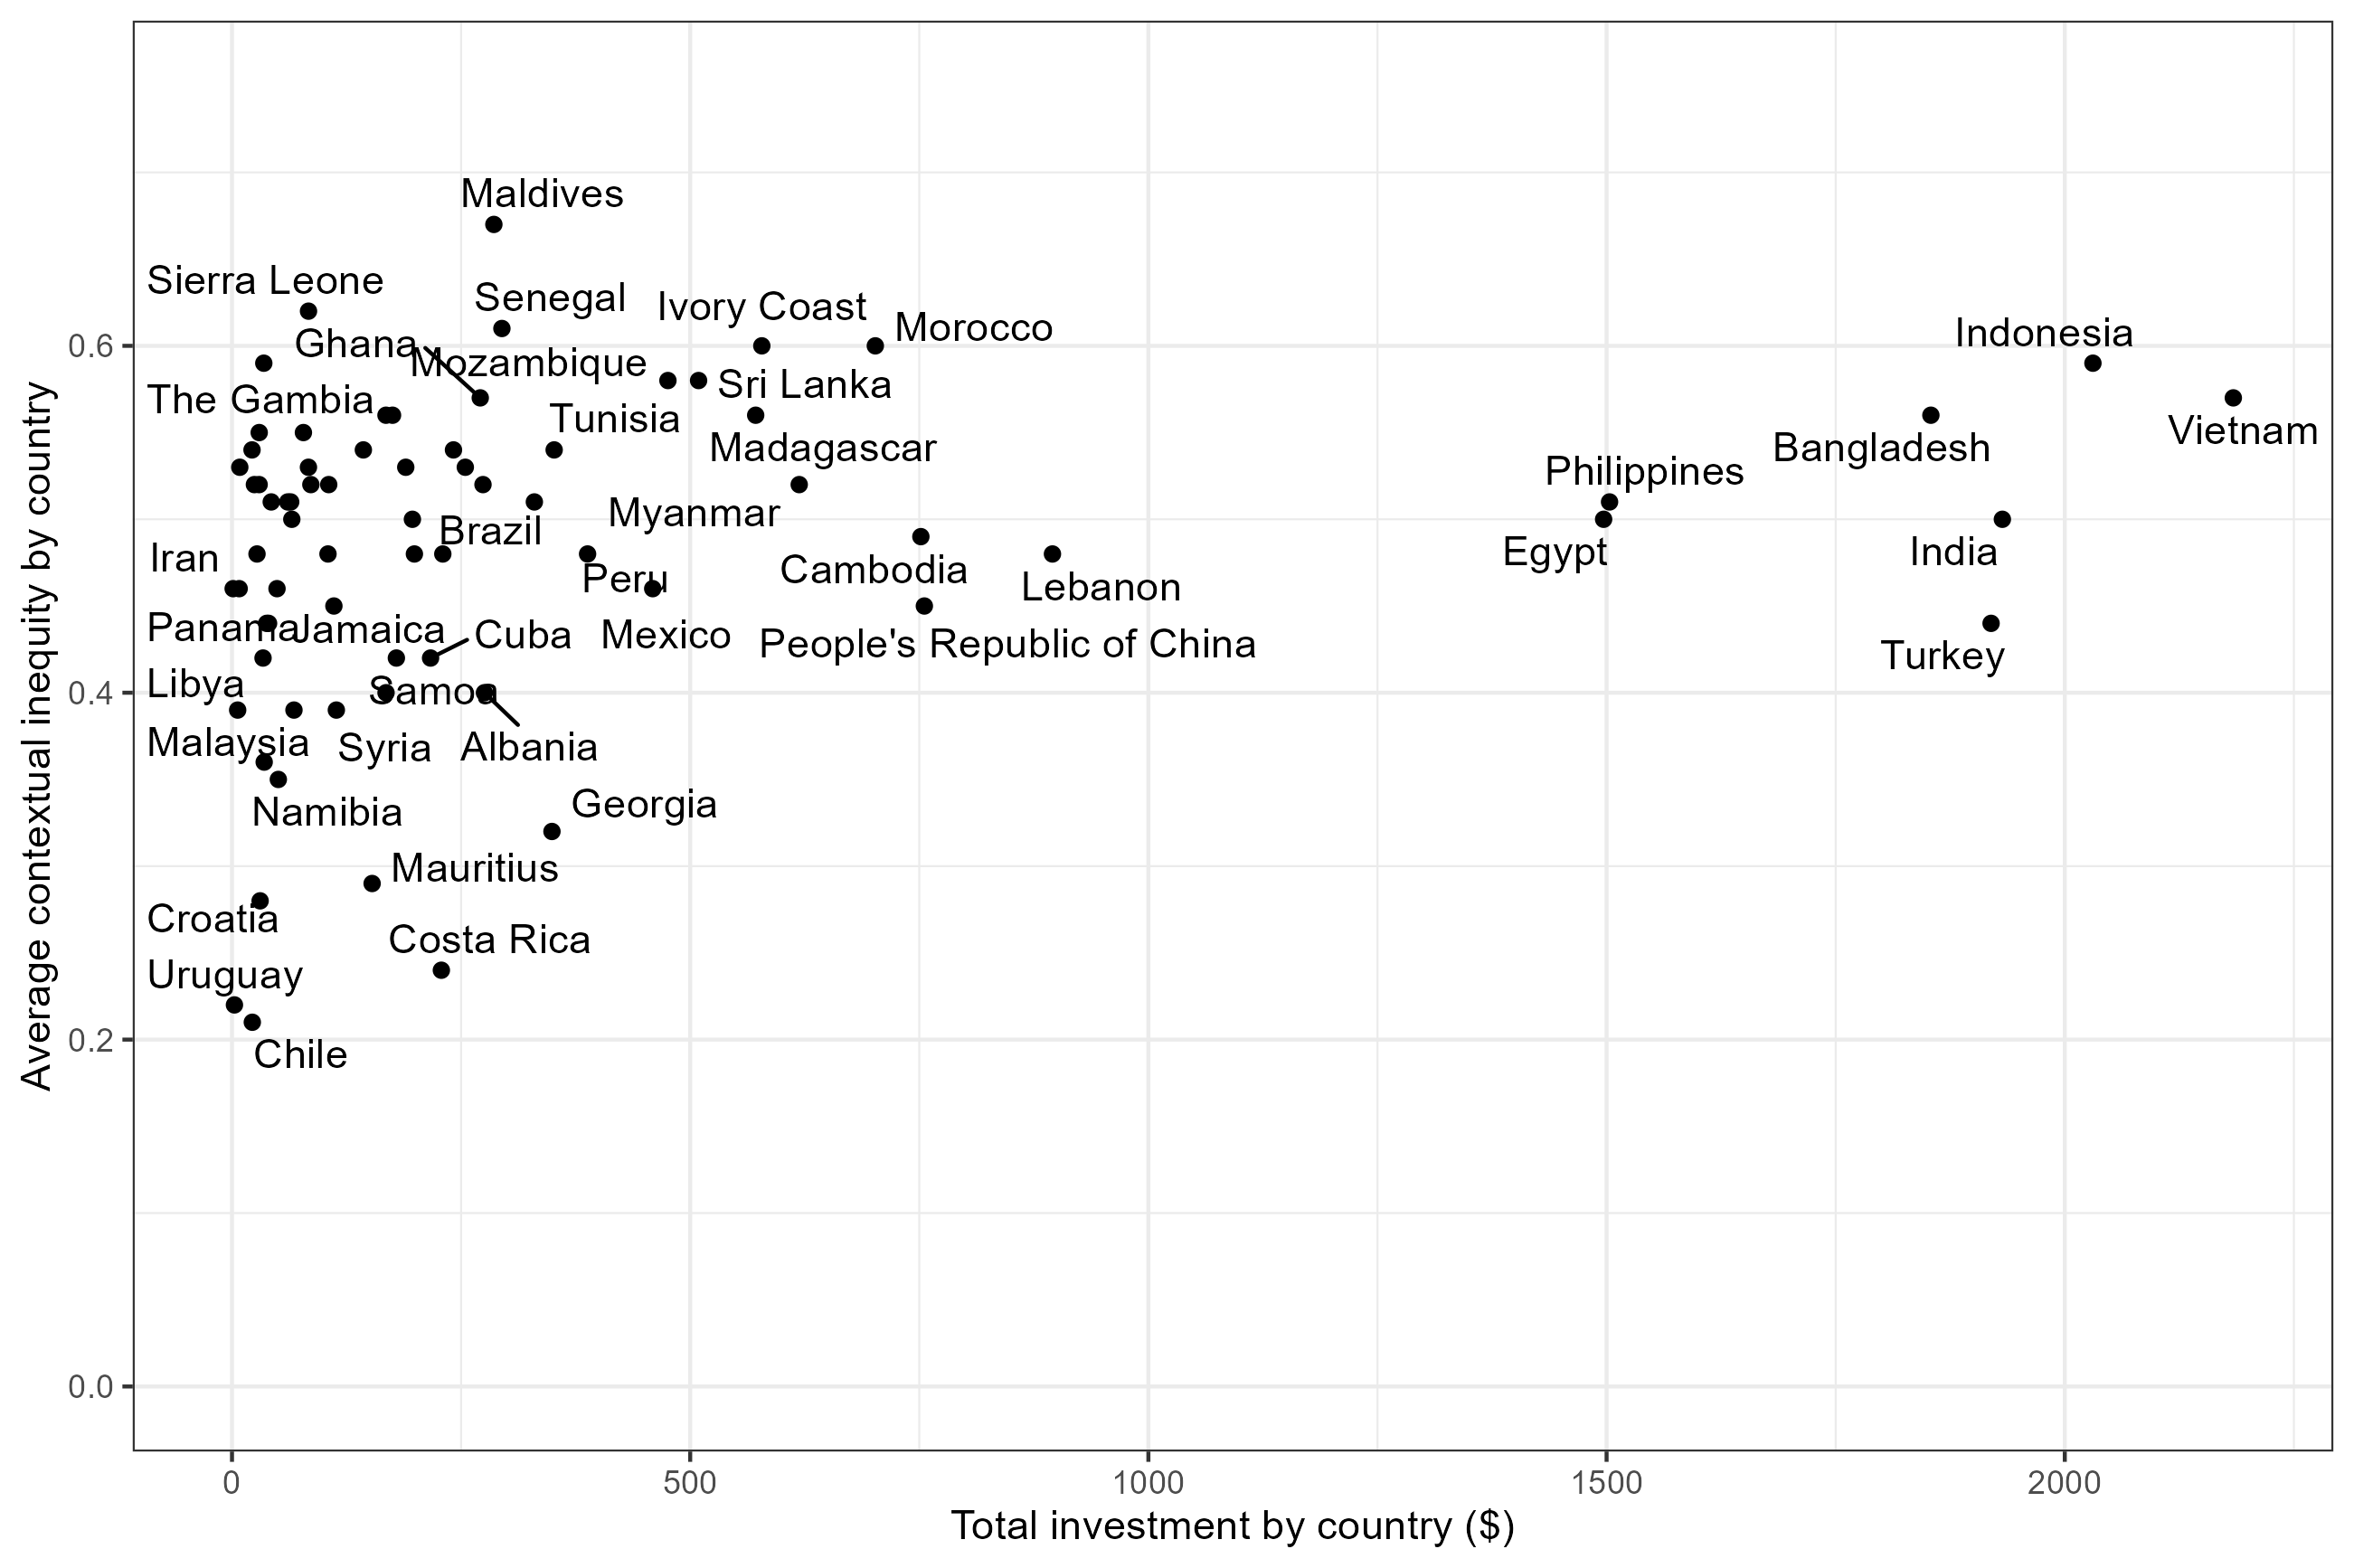 Maldives
Sierra Leone
Senegal
Ivory Coast
Morocco
Indonesia
Ghana
Mozambique
Sri Lanka
The Gambia
Tunisia
Vietnam
Madagascar
Bangladesh
Philippines
Myanmar
Brazil
Egypt
India
Iran
Cambodia
Peru
Lebanon
Panama
Jamaica
Cuba
Mexico
People's Republic of China
Turkey
Libya
Samoa
Malaysia
Syria
Albania
Georgia
Namibia
Mauritius
Croatia
Costa Rica
Uruguay
Chile
0.6
0.4
0.2
0.0
0
500
1000
1500
2000
Total investment by country ($)
Average contextual inequity by country